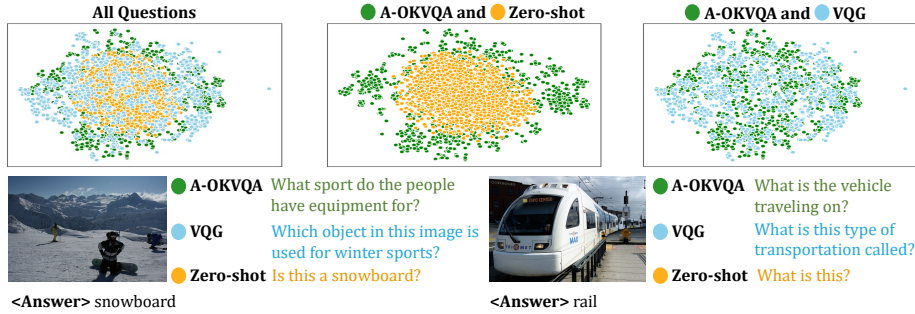 All Questions
A-OKVQA and Zero-shot
A-OKVQA and VQG
A-OKVQA
What sport do the people
have equipment for?
VQG
Which object in this image is
used for winter sports?
Zero-shot
Is this a snowboard?
<Answer> snowboard
MAX
A-OKVQA
What is the vehicle
traveling on?
VQG
What is this type of
transportation called?
Zero-shot
What is this?
<Answer> rail